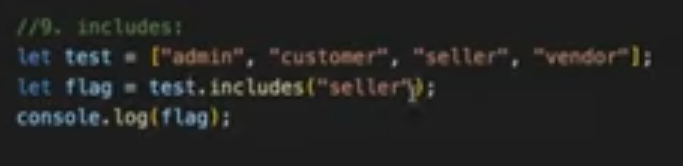 //9. includes:
let test = ["admin", "customer", "seller", "vendor"];
let flag = test.includes("seller");
console.log(flag);